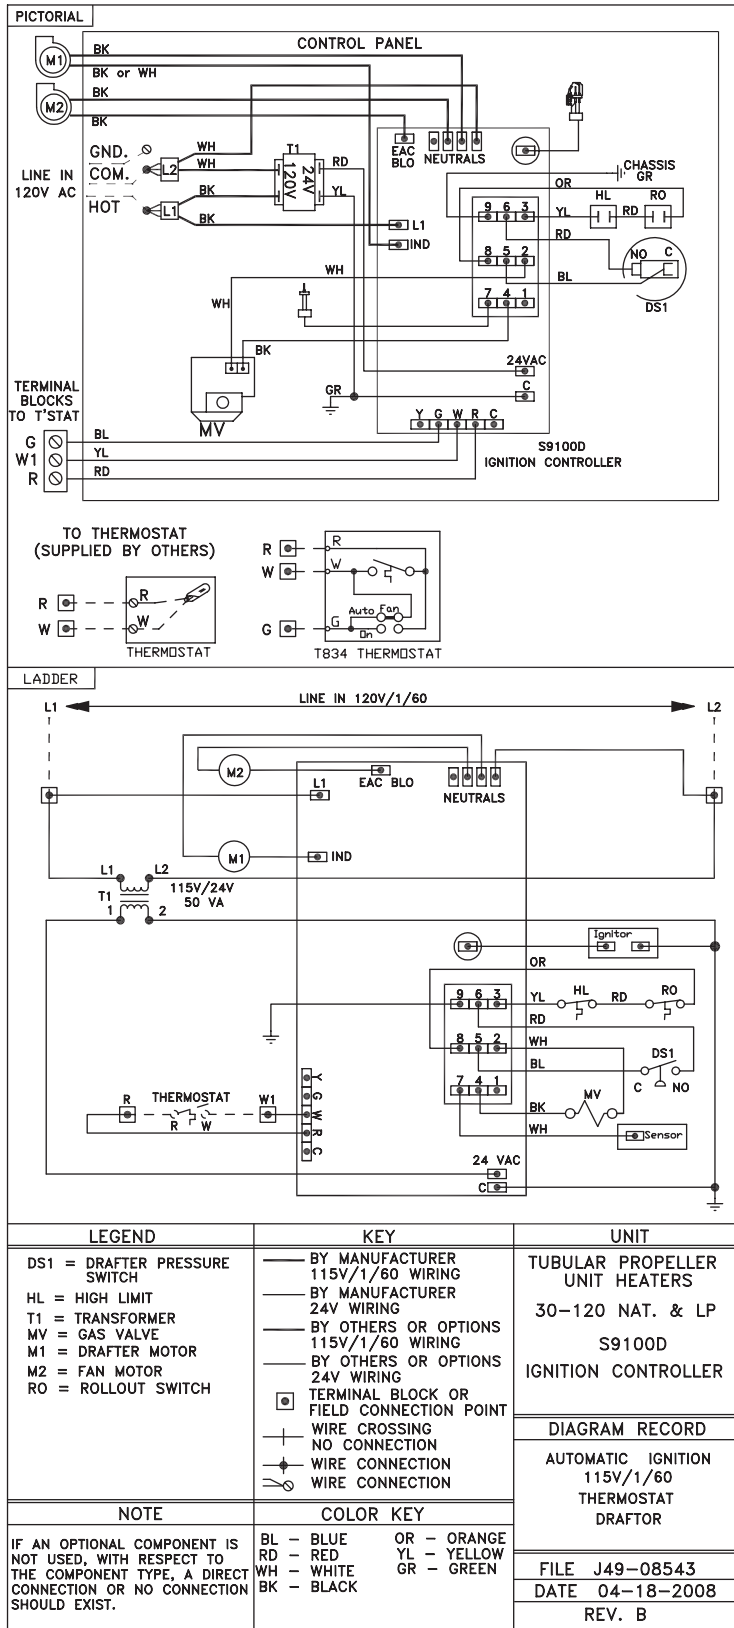 PICTORIAL
CONTROL PANEL
M1
BK
BK or WH
M2
BK
BK
EAC
BLO
NEUTRALS
GND.
COM.
HOT
LINE IN
120V AC
L2
L1
WH
WH
BK
BK
T1
120V
24V
RD
YL
L1
IND
CHASSIS
GR
OR
HL
RO
9 6 3
YL
RD
RD
8 5 2
NO
C
BL
DS1
7 4 1
WH
WH
BK
MV
24VAC
C
GR
Y G W R C
S9100D
IGNITION CONTROLLER
TERMINAL
BLOCKS
TO T'STAT
G
W1
R
BL
YL
RD
TO THERMOSTAT
(SUPPLIED BY OTHERS)
R
W
R
W
THERMOSTAT
R
W
G
R
W
G
Auto
Fan
On
T834 THERMOSTAT
LADDER
L1
LINE IN 120V/1/60
L2
M2
EAC BLO
NEUTRALS
L1
M1
IND
L1
L2
T1
1
2
115V/24V
50 VA
Ignitor
OR
9 6 3
YL
HL
RD
RO
RD
8 5 2
WH
BL
DS1
C
NO
7 4 1
MV
BK
WH
Sensor
Y
G
W
R
C
R
THERMOSTAT
W1
R
W
24 VAC
C
LEGEND
DS1 = DRAFTER PRESSURE
SWITCH
HL = HIGH LIMIT
T1 = TRANSFORMER
MV = GAS VALVE
M1 = DRAFTER MOTOR
M2 = FAN MOTOR
RO = ROLLOUT SWITCH
KEY
BY MANUFACTURER
115V/1/60 WIRING
BY MANUFACTURER
24V WIRING
BY OTHERS OR OPTIONS
115V/1/60 WIRING
BY OTHERS OR OPTIONS
24V WIRING
TERMINAL BLOCK OR
FIELD CONNECTION POINT
WIRE CROSSING
NO CONNECTION
WIRE CONNECTION
WIRE CONNECTION
UNIT
TUBULAR PROPELLER
UNIT HEATERS
30-120 NAT. & LP
S9100D
IGNITION CONTROLLER
DIAGRAM RECORD
AUTOMATIC IGNITION
115V/1/60
THERMOSTAT
DRAFTOR
NOTE
IF AN OPTIONAL COMPONENT IS
NOT USED, WITH RESPECT TO
THE COMPONENT TYPE, A DIRECT
CONNECTION OR NO CONNECTION
SHOULD EXIST.
COLOR KEY
BL - BLUE
OR - ORANGE
RD - RED
YL - YELLOW
WH - WHITE
GR - GREEN
BK - BLACK
FILE J49-08543
DATE 04-18-2008
REV. B